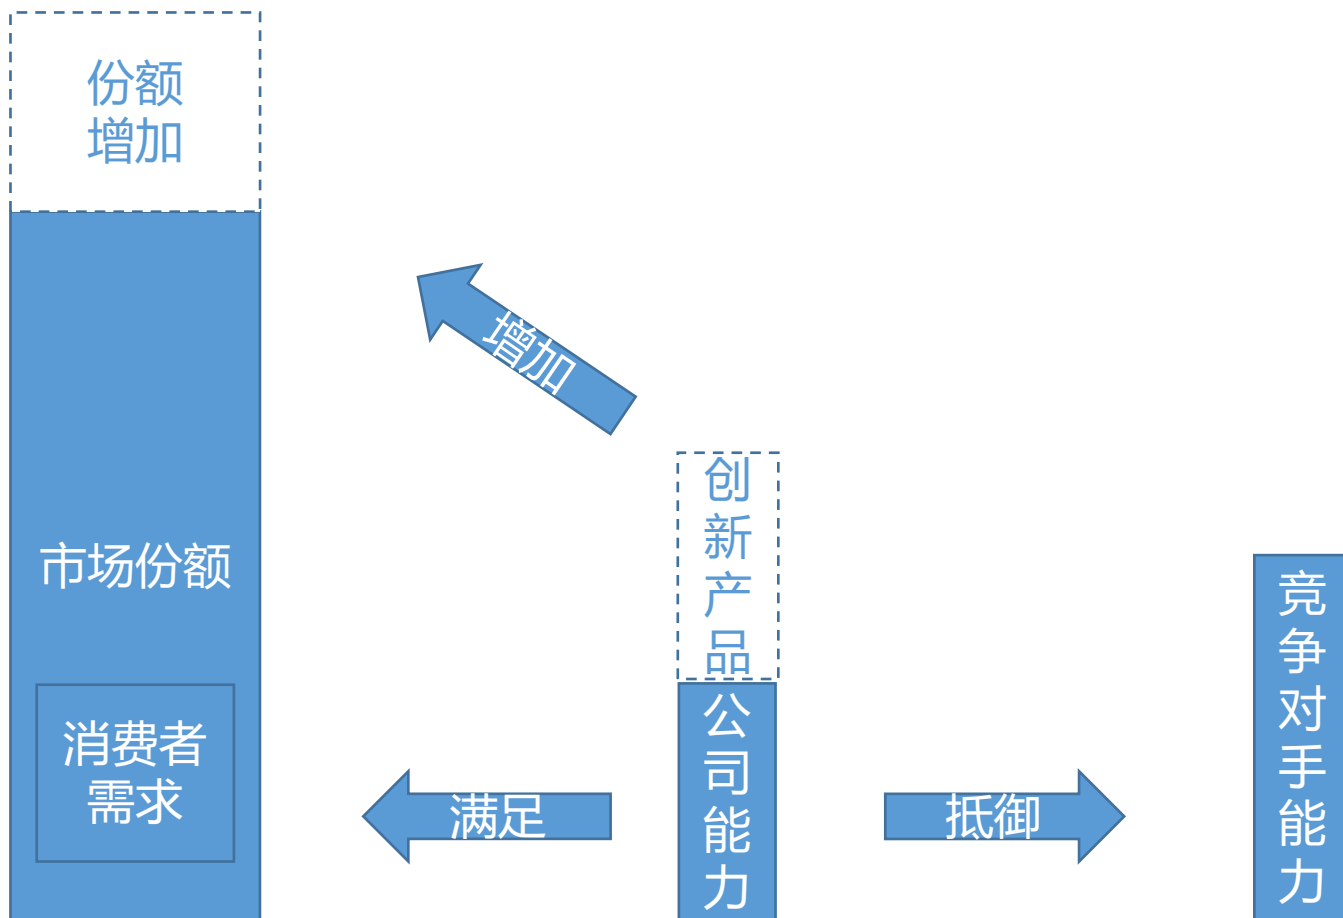 份额
增加
市场份额
消费者
需求
增加
满足
创
新
产
品
公
司
能
力
抵御
竞
争
对
手
能
力